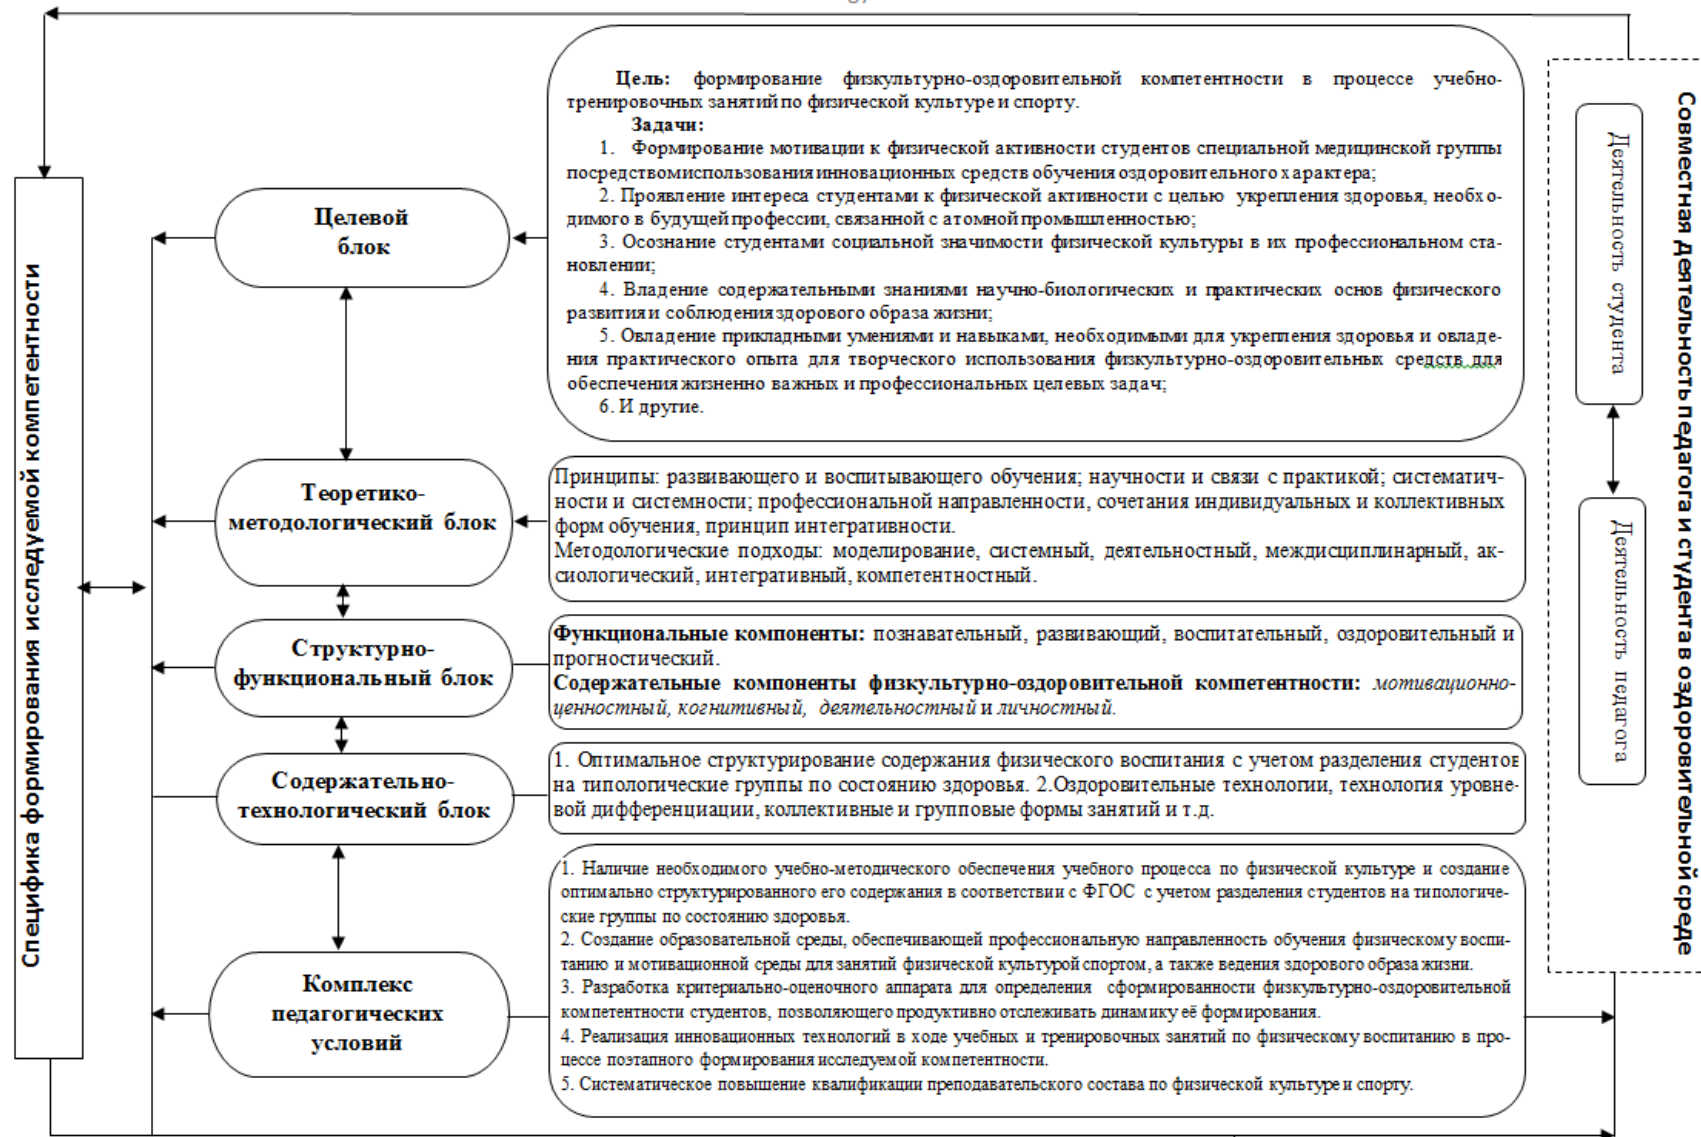 Цель: формирование физкультурно-оздоровительной компетентности в процессе учебно-
тренировочных занятий по физической культуре и спорту.
Задачи:
1. Формирование мотивации к физической активности студентов специальной медицинской группы
посредством использования инновационных средств обучения оздоровительного характера;
2. Проявление интереса студентами к физической активности с целью укрепления здоровья, необхо-
димого в будущей профессии, связанной с атомной промышленностью;
3. Осознание студентами социальной значимости физической культуры в их профессиональном ста-
новлении;
4. Владение содержательными знаниями научно-биологических и практических основ физического
развития и соблюдения здорового образа жизни;
5. Овладение прикладными умениями и навыками, необходимыми для укрепления здоровья и овладе-
ния практического опыта для творческого использования физкультурно-оздоровительных средств для
обеспечения жизненно важных и профессиональных целевых задач;
6. И другие.
Целевой
блок
Теоретико-
методологический блок
Принципы: развивающего и воспитывающего обучения; научности и связи с практикой; систематич-
ности и системности; профессиональной направленности, сочетания индивидуальных и коллективных
форм обучения, принцип интегративности.
Методологические подходы: моделирование, системный, деятельностный, междисциплинарный, ак-
сиологический, интегративный, компетентностный.
Структурно-
функциональный блок
Функциональные компоненты: познавательный, развивающий, воспитательный, оздоровительный и
прогностический.
Содержательные компоненты физкультурно-оздоровительной компетентности: мотивационно-
ценностный, когнитивный, деятельностный и личностный.
Содержательно-
технологический блок
1. Оптимальное структурирование содержания физического воспитания с учетом разделения студентов
на типологические группы по состоянию здоровья. 2.Оздоровительные технологии, технология уровне-
вой дифференциации, коллективные и групповые формы занятий и т.д.
Комплекс
педагогических
условий
1. Наличие необходимого учебно-методического обеспечения учебного процесса по физической культуре и создание
оптимально структурированного его содержания в соответствии с ФГОС с учетом разделения студентов на типологиче-
ские группы по состоянию здоровья.
2. Создание образовательной среды, обеспечивающей профессиональную направленность обучения физическому воспи-
танию и мотивационной среды для занятий физической культурой спортом, а также ведения здорового образа жизни.
3. Разработка критериально-оценочного аппарата для определения сформированности физкультурно-оздоровительной
компетентности студентов, позволяющего продуктивно отслеживать динамику её формирования.
4. Реализация инновационных технологий в ходе учебных и тренировочных занятий по физическому воспитанию в про-
цессе поэтапного формирования исследуемой компетентности.
5. Систематическое повышение квалификации преподавательского состава по физической культуре и спорту.
Специфика формирования исследуемой компетентности
Деятельность студента
Деятельность педагога
Совместная деятельность педагога и студента в оздоровительной среде